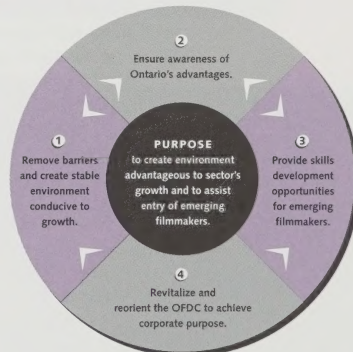 2
Ensure awareness of
Ontario's advantages.
1
Remove barriers
and create stable
environment
conducive to
growth.
PURPOSE
to create environment
advantageous to sector's
growth and to assist
entry of emerging
filmmakers.
3
Provide skills
development
opportunities
for emerging
filmmakers.
4
Revitalize and
reorient the OFDC to achieve
corporate purpose.